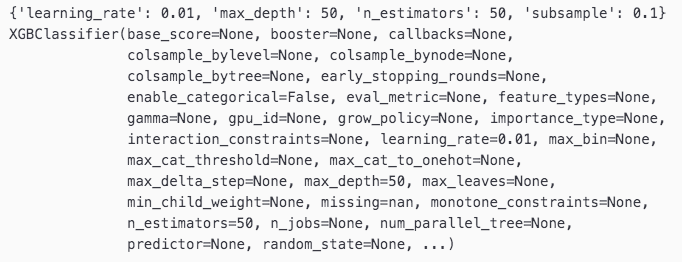 {'learning_rate': 0.01, 'max_depth': 50, 'n_estimators': 50, 'subsample': 0.1}
XGBClassifier(base_score=None, booster=None, callbacks=None,
              colsample_bylevel=None, colsample_bynode=None,
              colsample_bytree=None, early_stopping_rounds=None,
              enable_categorical=False, eval_metric=None, feature_types=None,
              gamma=None, gpu_id=None, grow_policy=None, importance_type=None,
              interaction_constraints=None, learning_rate=0.01, max_bin=None,
              max_cat_threshold=None, max_cat_to_onehot=None,
              max_delta_step=None, max_depth=50, max_leaves=None,
              min_child_weight=None, missing=nan, monotone_constraints=None,
              n_estimators=50, n_jobs=None, num_parallel_tree=None,
              predictor=None, random_state=None, ...)